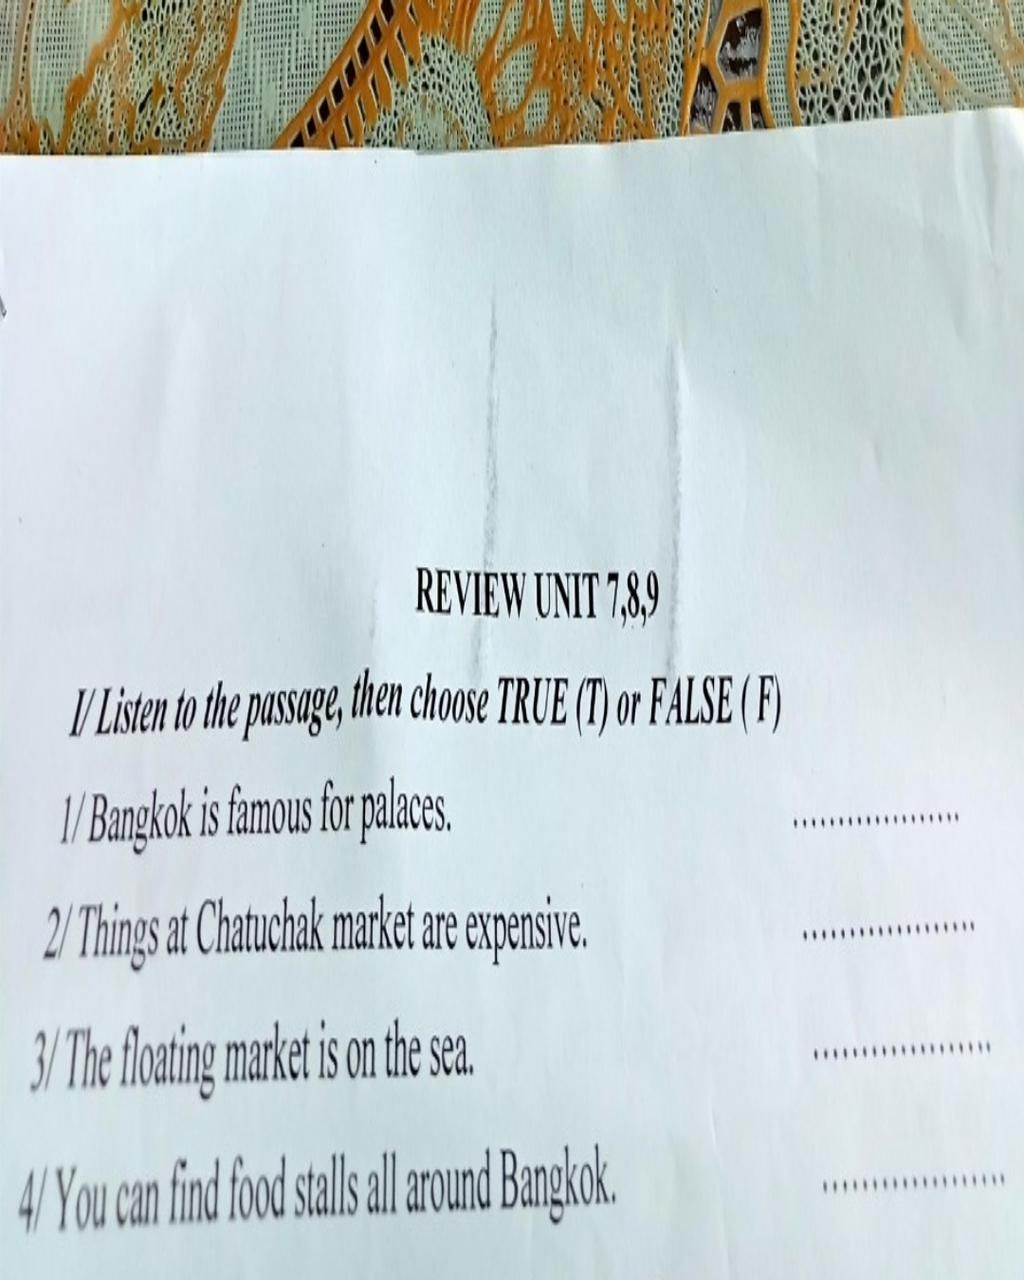 REVIEW UNIT 7,8,9
I/ Listen to the passage, then choose TRUE (T) or FALSE ( F)
1/ Bangkok is famous for palaces. ...................
2/ Things at Chatuchak market are expensive. ...................
3/ The floating market is on the sea. ...................
4/ You can find food stalls all around Bangkok. ...................